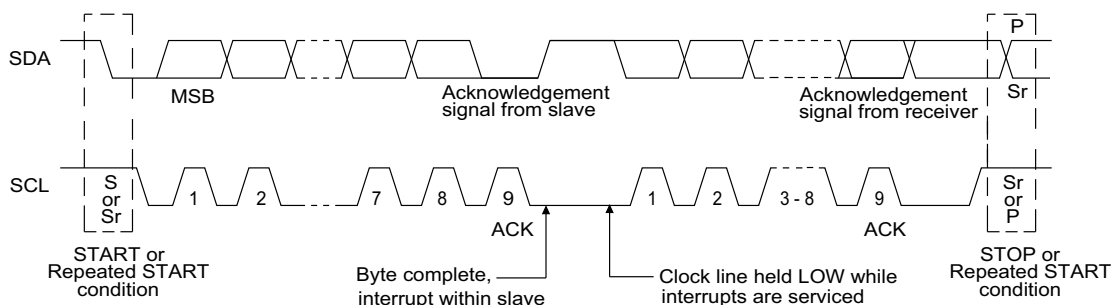 P
SDA
MSB
Acknowledgement
signal from slave
Acknowledgement
signal from receiver
Sr
SCL
S
or
Sr
1
2
7
8
9
1
2
3 - 8
9
Sr
or
P
ACK
ACK
START or
Repeated START
condition
Byte complete,
interrupt within slave
Clock line held LOW while
interrupts are serviced
STOP or
Repeated START
condition